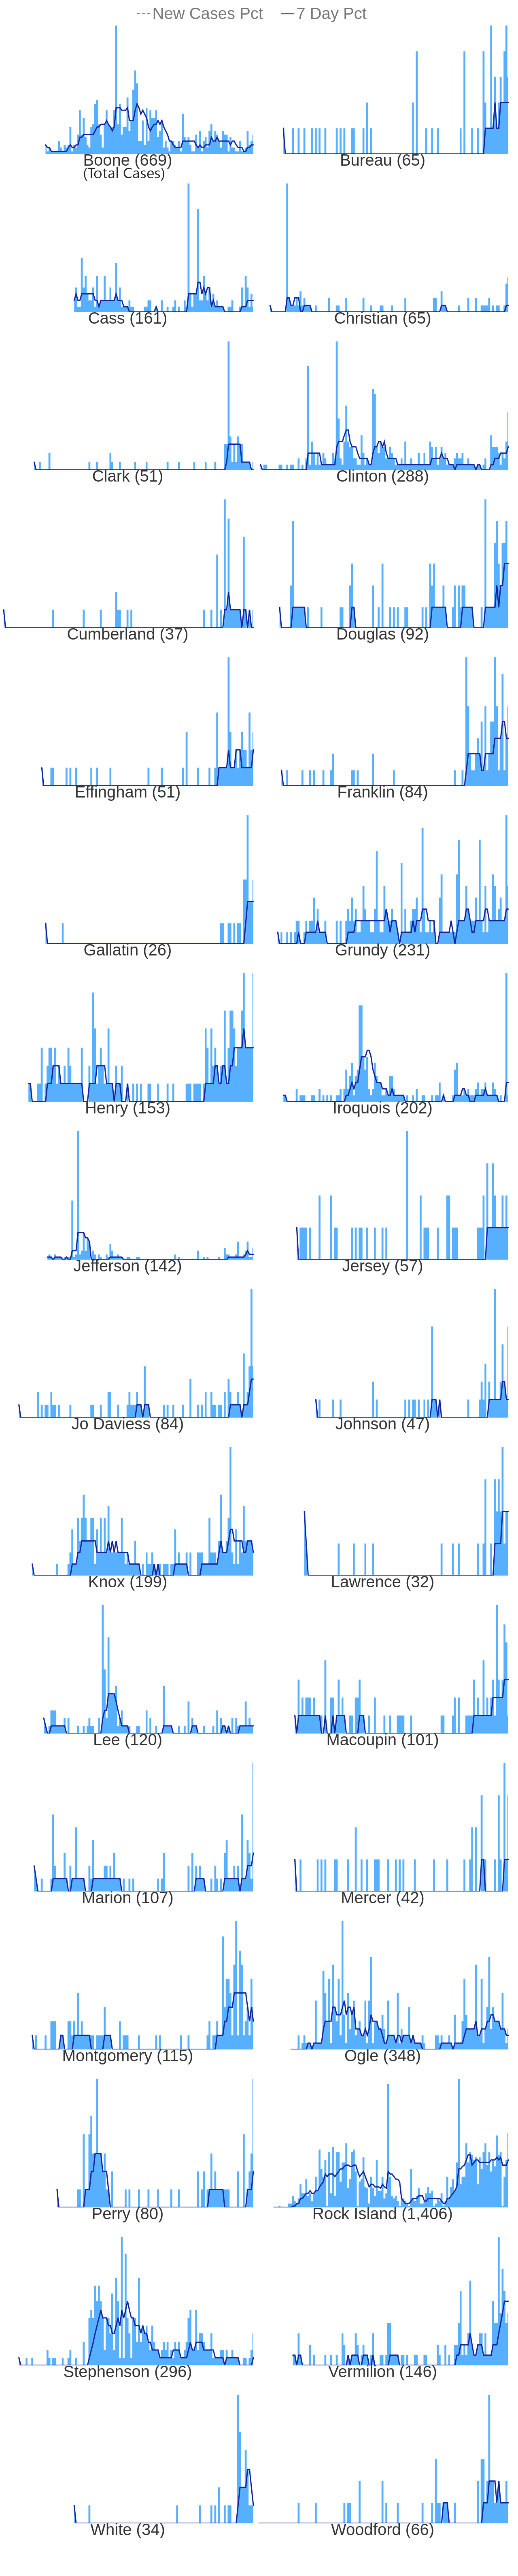 New Cases Pct 7 Day Pct
Boone (669) Bureau (65)
(Total Cases)
Cass (161) Christian (65)
Clark (51) Clinton (288)
Cumberland (37) Douglas (92)
Effingham (51) Franklin (84)
Gallatin (26) Grundy (231)
Henry (153) Iroquois (202)
Jefferson (142) Jersey (57)
Jo Daviess (84) Johnson (47)
Knox (199) Lawrence (32)
Lee (120) Macoupin (101)
Marion (107) Mercer (42)
Montgomery (115) Ogle (348)
Perry (80) Rock Island (1,406)
Stephenson (296) Vermilion (146)
White (34) Woodford (66)